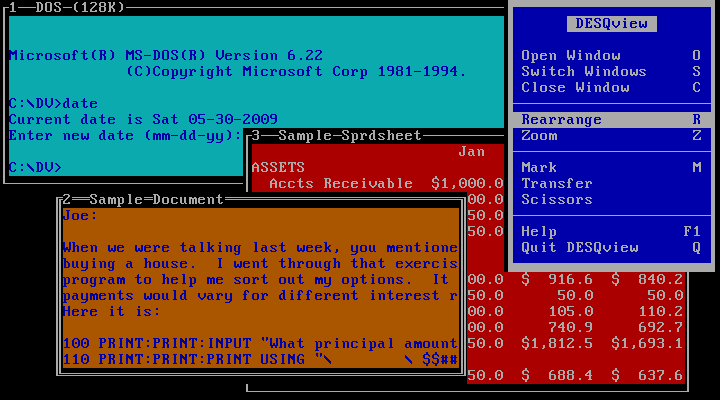 1—DOS—(128K)
Microsoft(R) MS-DOS(R) Version 6.22
(C)Copyright Microsoft Corp 1981-1994.
C:\DV>date
Current date is Sat 05-30-2009
Enter new date (mm-dd-yy):
C:\DV>
DESQview
Open Window O
Switch Windows S
Close Window C
Rearrange R
Zoom Z
Mark M
Transfer
Scissors
Help F1
Quit DESQview Q
3—Sample-Sprdsheet
Jan
ASSETS
Accts Receivable $1,000.0
00.0
50.0
50.0
00.0 $ 916.6 $ 840.2
50.0 50.0 50.0
00.0 105.0 110.2
00.0 740.9 692.7
50.0 $1,812.5 $1,693.1
50.0 $ 688.4 $ 637.6
2—Sample-Document
Joe:
When we were talking last week, you mentione
buying a house. I went through that exercis
program to help me sort out my options. It
payments would vary for different interest r
Here it is:
100 PRINT:PRINT:INPUT "What principal amount
110 PRINT:PRINT:PRINT USING "\ \ $$##